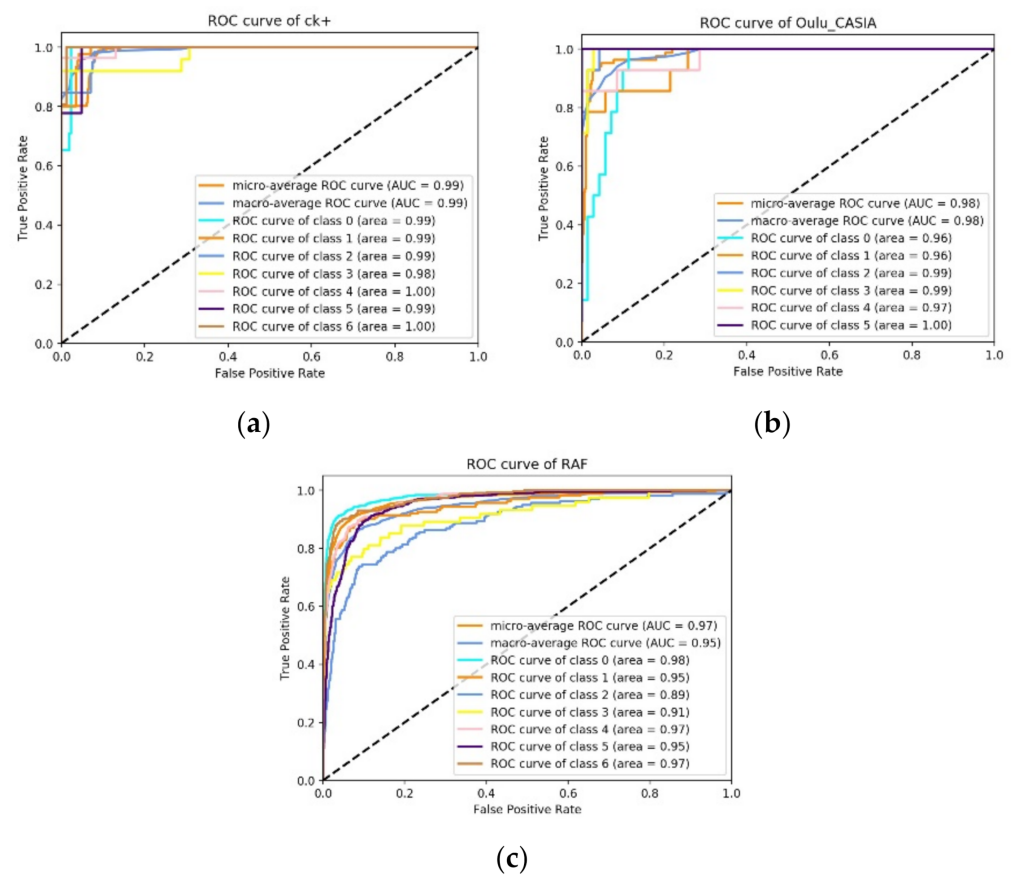 ROC curve of ck+
1.0
0.8
0.6
0.4
0.2
0.0
True Positive Rate
micro-average ROC curve (AUC = 0.99)
macro-average ROC curve (AUC = 0.99)
ROC curve of class 0 (area = 0.99)
ROC curve of class 1 (area = 0.99)
ROC curve of class 2 (area = 0.99)
ROC curve of class 3 (area = 0.98)
ROC curve of class 4 (area = 1.00)
ROC curve of class 5 (area = 0.99)
ROC curve of class 6 (area = 1.00)
0.0 0.2 0.4 0.6 0.8 1.0
False Positive Rate
(a)
ROC curve of Oulu_CASIA
1.0
0.8
0.6
0.4
0.2
0.0
True Positive Rate
micro-average ROC curve (AUC = 0.98)
macro-average ROC curve (AUC = 0.98)
ROC curve of class 0 (area = 0.96)
ROC curve of class 1 (area = 0.96)
ROC curve of class 2 (area = 0.99)
ROC curve of class 3 (area = 0.99)
ROC curve of class 4 (area = 0.97)
ROC curve of class 5 (area = 1.00)
0.0 0.2 0.4 0.6 0.8 1.0
False Positive Rate
(b)
ROC curve of RAF
1.0
0.8
0.6
0.4
0.2
0.0
True Positive Rate
micro-average ROC curve (AUC = 0.97)
macro-average ROC curve (AUC = 0.95)
ROC curve of class 0 (area = 0.98)
ROC curve of class 1 (area = 0.95)
ROC curve of class 2 (area = 0.89)
ROC curve of class 3 (area = 0.91)
ROC curve of class 4 (area = 0.97)
ROC curve of class 5 (area = 0.95)
ROC curve of class 6 (area = 0.97)
0.0 0.2 0.4 0.6 0.8 1.0
False Positive Rate
(c)